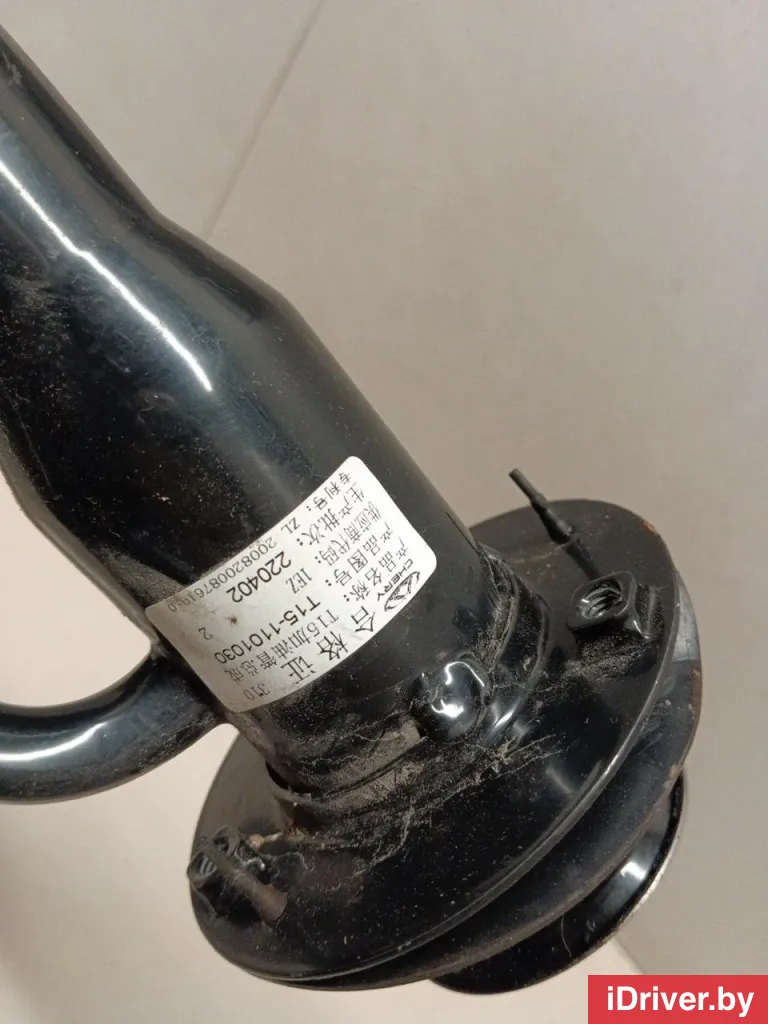 CHERY
合格证
310
产品名称: T15加油管总成
产品图号: T15-1101030
供应商代码: 1EZ 2
生产批次: 220402
专利号: ZL
iDriver.by